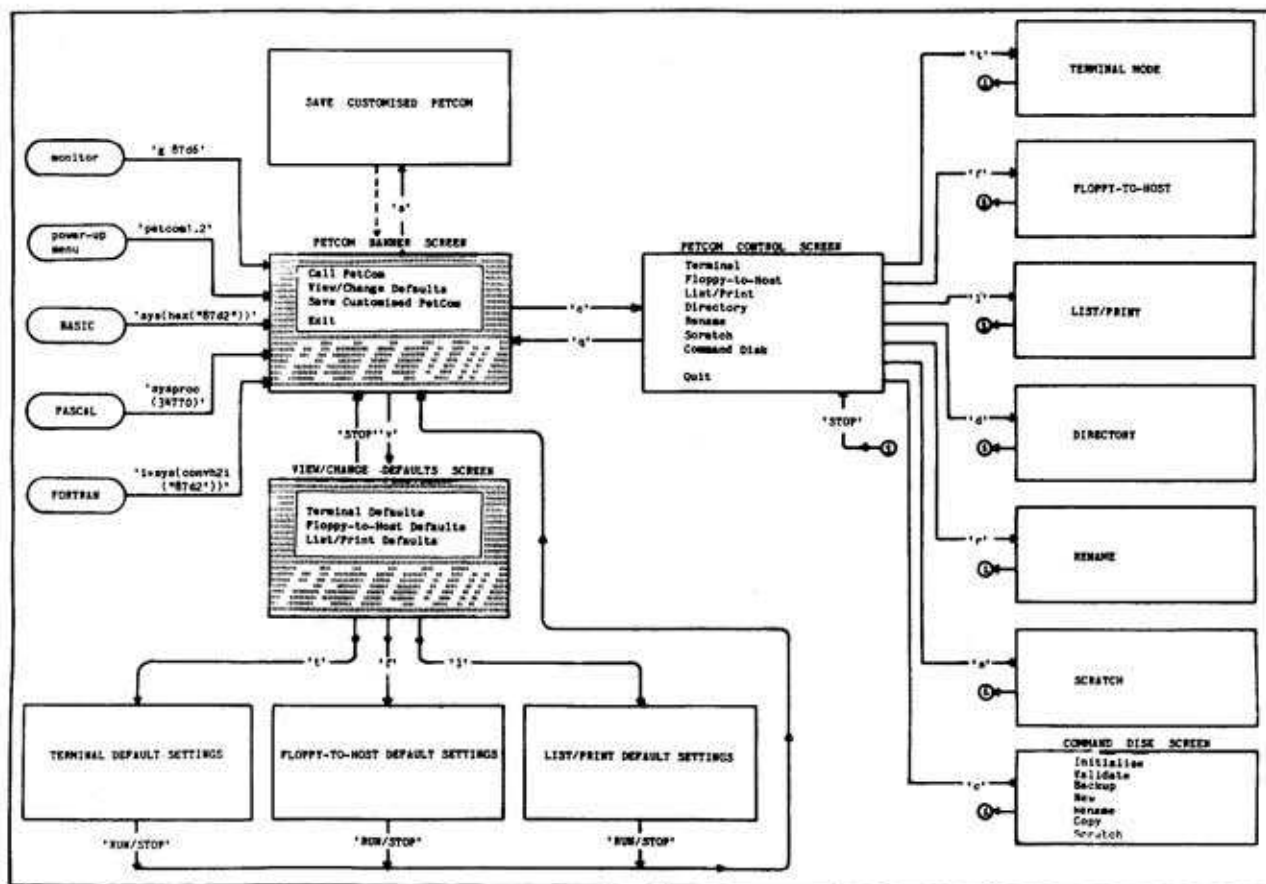 SAVE CUSTOMISED PETCOM
monitor
'g 87d6'
power-up
menu
'petcom1.2'
BASIC
'sys(hex("87d2"))'
PASCAL
'sysproc
(34770)'
FORTRAN
("87d2"))'
's'
PETCOM BANNER SCREEN
Call PetCom
View/Change Defaults
Save Customised PetCom
Exit
'c'
'q'
'STOP'
'v'
VIEW/CHANGE DEFAULTS SCREEN
Terminal Defaults
Floppy-to-Host Defaults
List/Print Defaults
't'
'f'
'l'
TERMINAL DEFAULT SETTINGS
FLOPPY-TO-HOST DEFAULT SETTINGS
LIST/PRINT DEFAULT SETTINGS
'RUN/STOP'
'RUN/STOP'
'RUN/STOP'
PETCOM CONTROL SCREEN
Terminal
Floppy-to-Host
List/Print
Directory
Rename
Scratch
Command Disk
Quit
'STOP'
't'
TERMINAL MODE
'f'
FLOPPY-TO-HOST
'l'
LIST/PRINT
'd'
DIRECTORY
'r'
RENAME
's'
SCRATCH
COMMAND DISK SCREEN
'c'
Initialise
Validate
Backup
New
Rename
Copy
Scratch